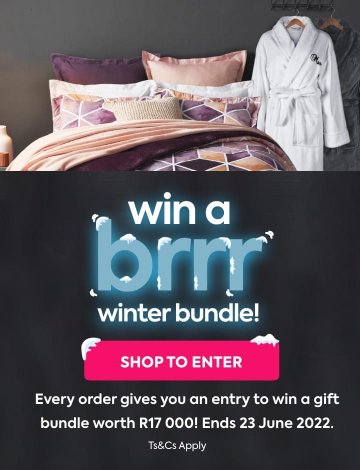 win a
brrr
winter bundle!
SHOP TO ENTER
Every order gives you an entry to win a gift
bundle worth R17 000! Ends 23 June 2022.
Ts&Cs Apply